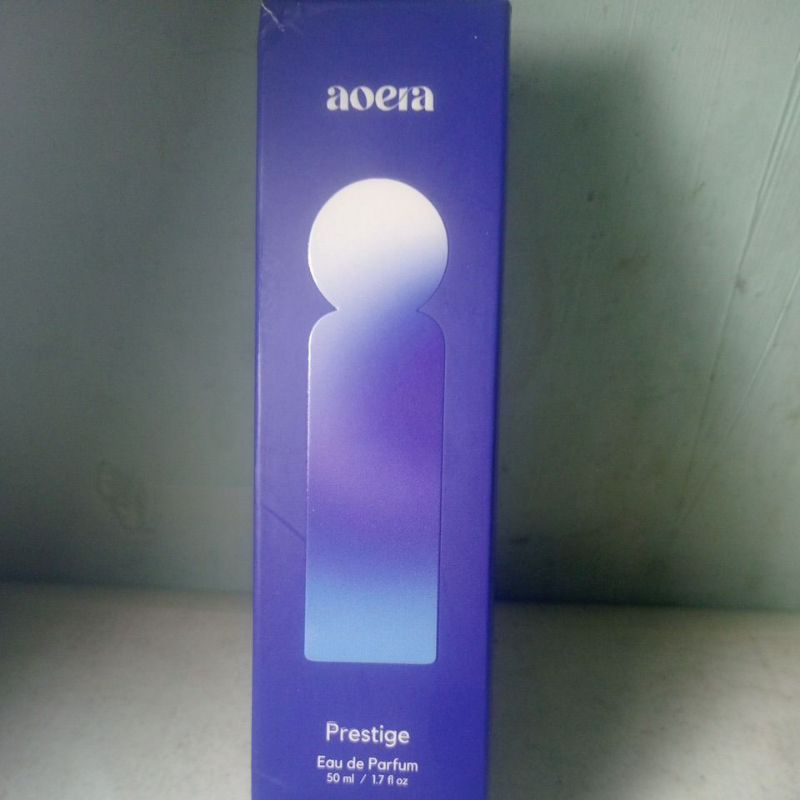 aoera
Prestige
Eau de Parfum
50 ml / 1.7 fl oz